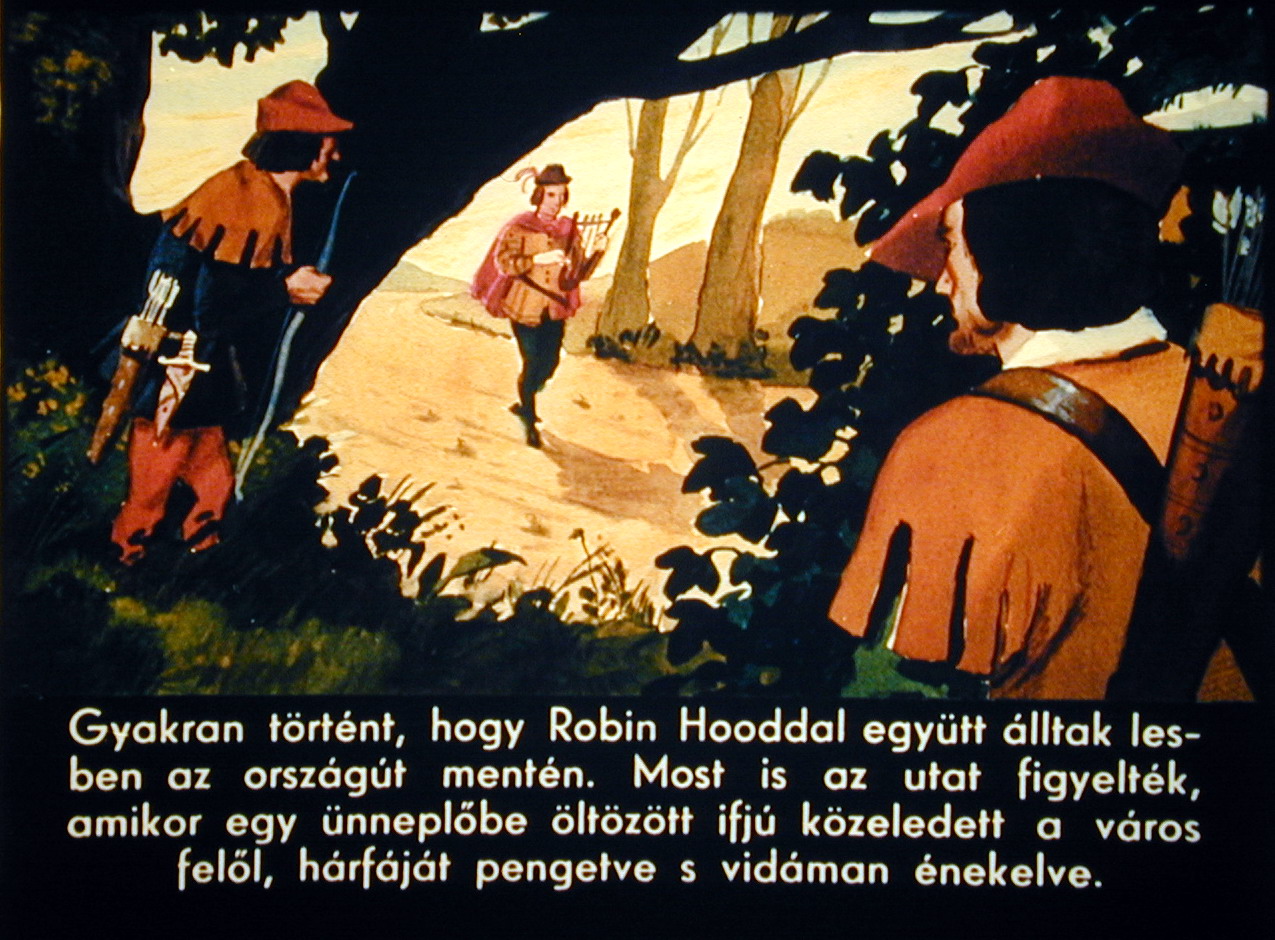 Gyakran történt, hogy Robin Hooddal együtt álltak les-
ben az országút mentén. Most is az utat figyelték,
amikor egy ünneplőbe öltözött ifjú közeledett a város
felől, hárfáját pengetve s vidáman énekelve.